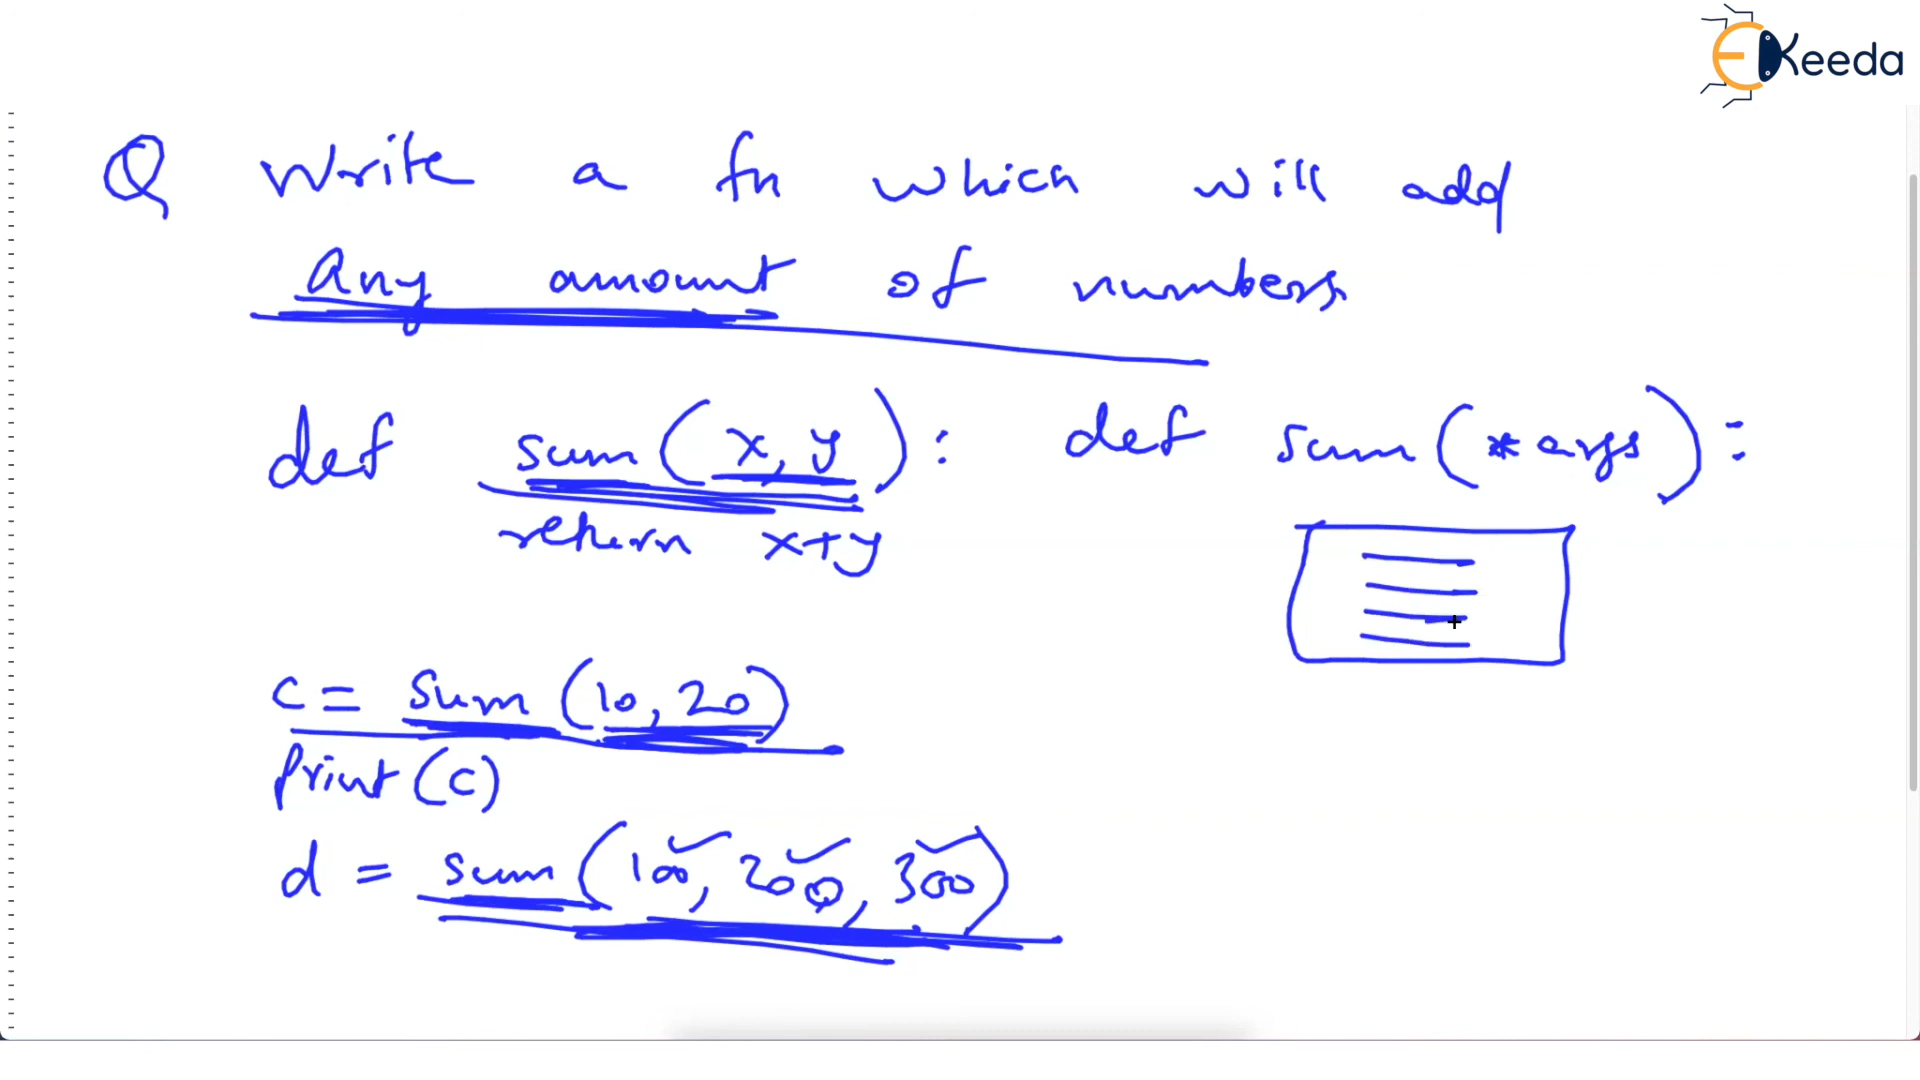 EKeeda
Q Write a fn which will add
any amount of numbers
def sum(x, y):
return x+y
def sum(*args):
c = sum(10, 20)
print(c)
d = sum(100, 200, 300)